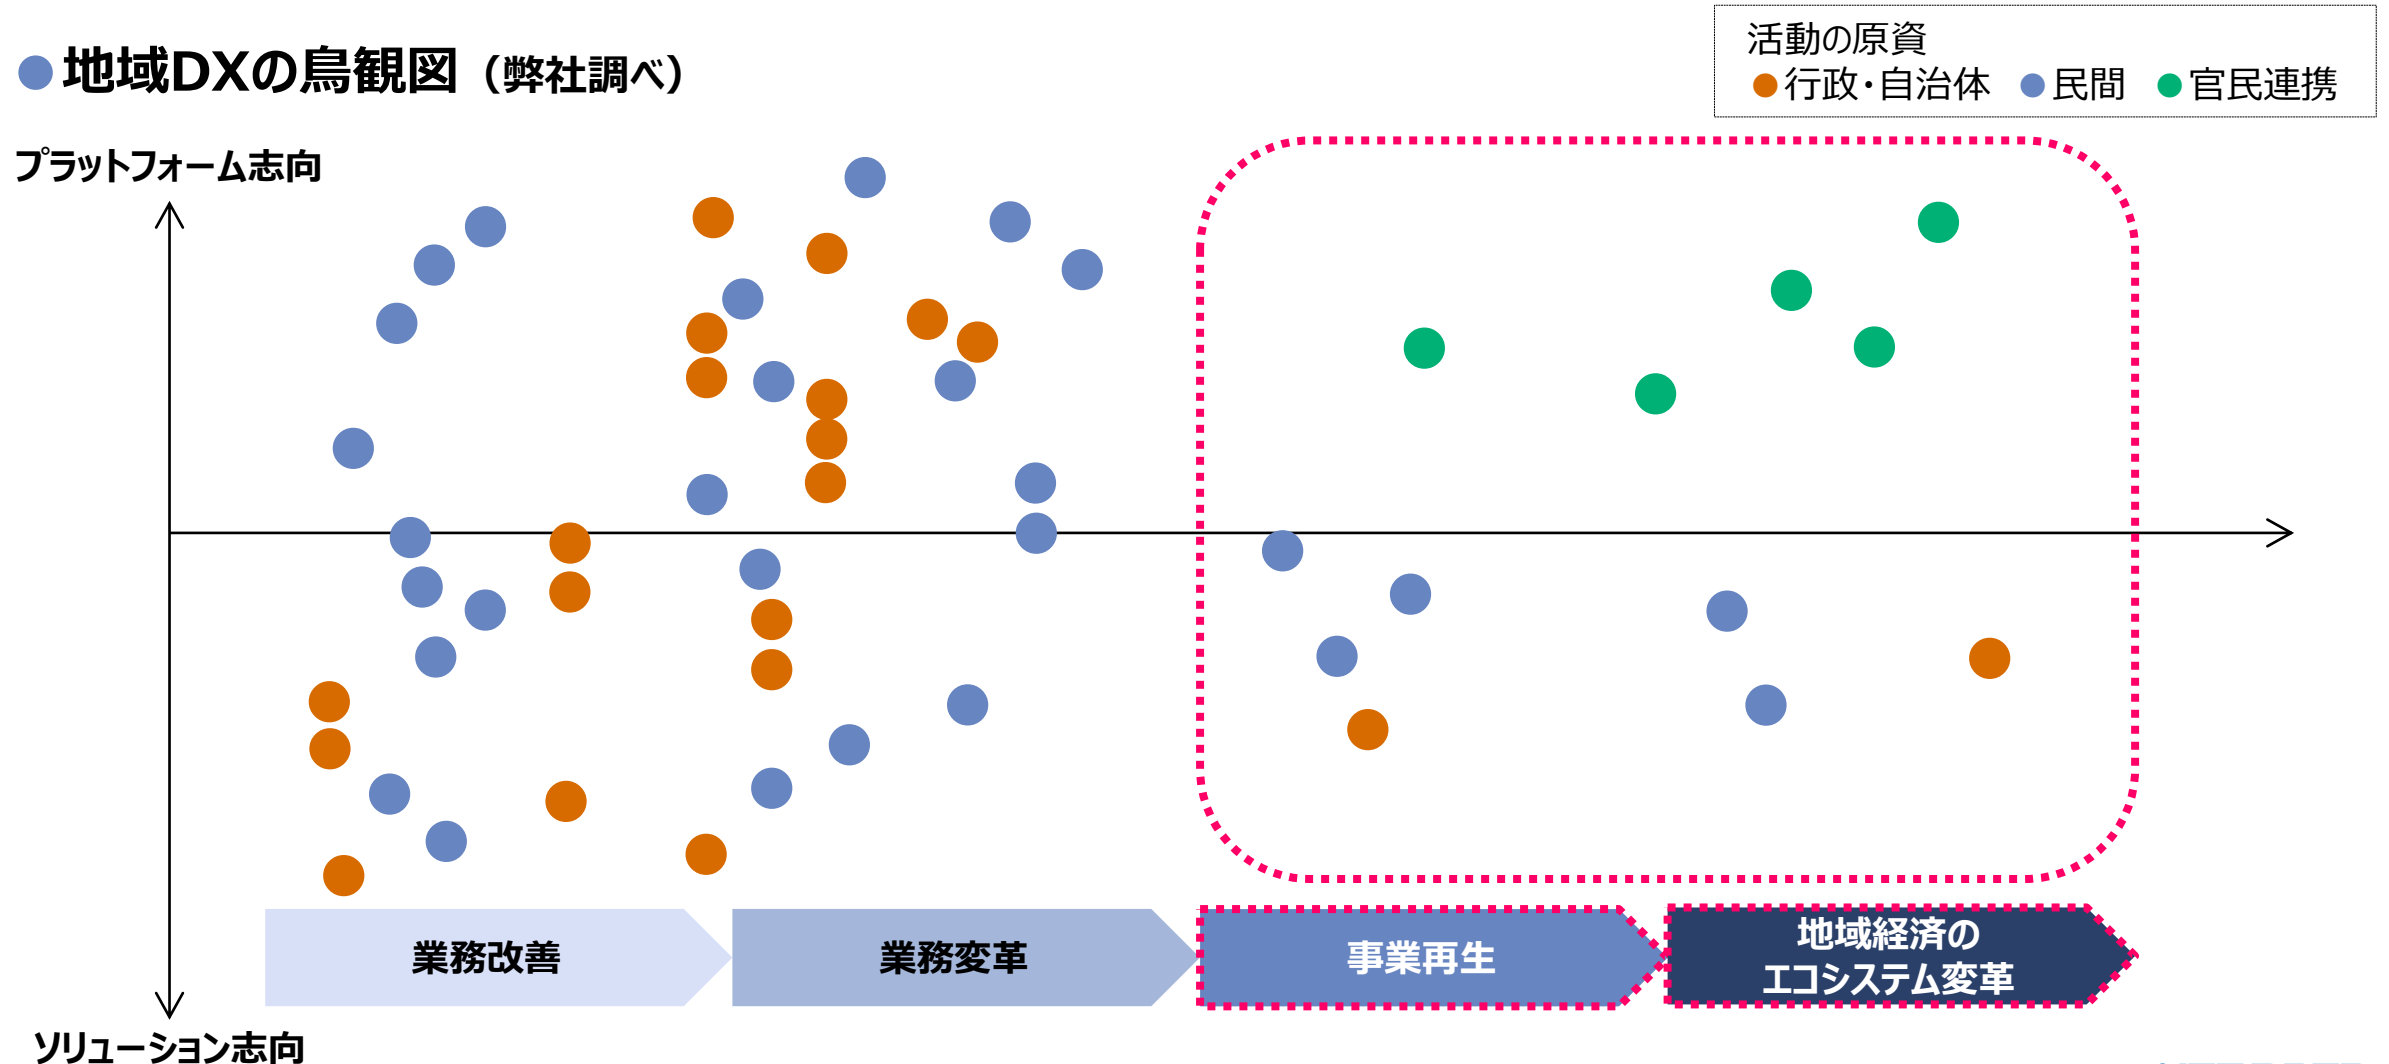 地域DXの鳥観図（弊社調べ）
活動の原資
行政・自治体 民間 官民連携
プラットフォーム志向
業務改善
業務変革
事業再生
地域経済の
エコシステム変革
ソリューション志向